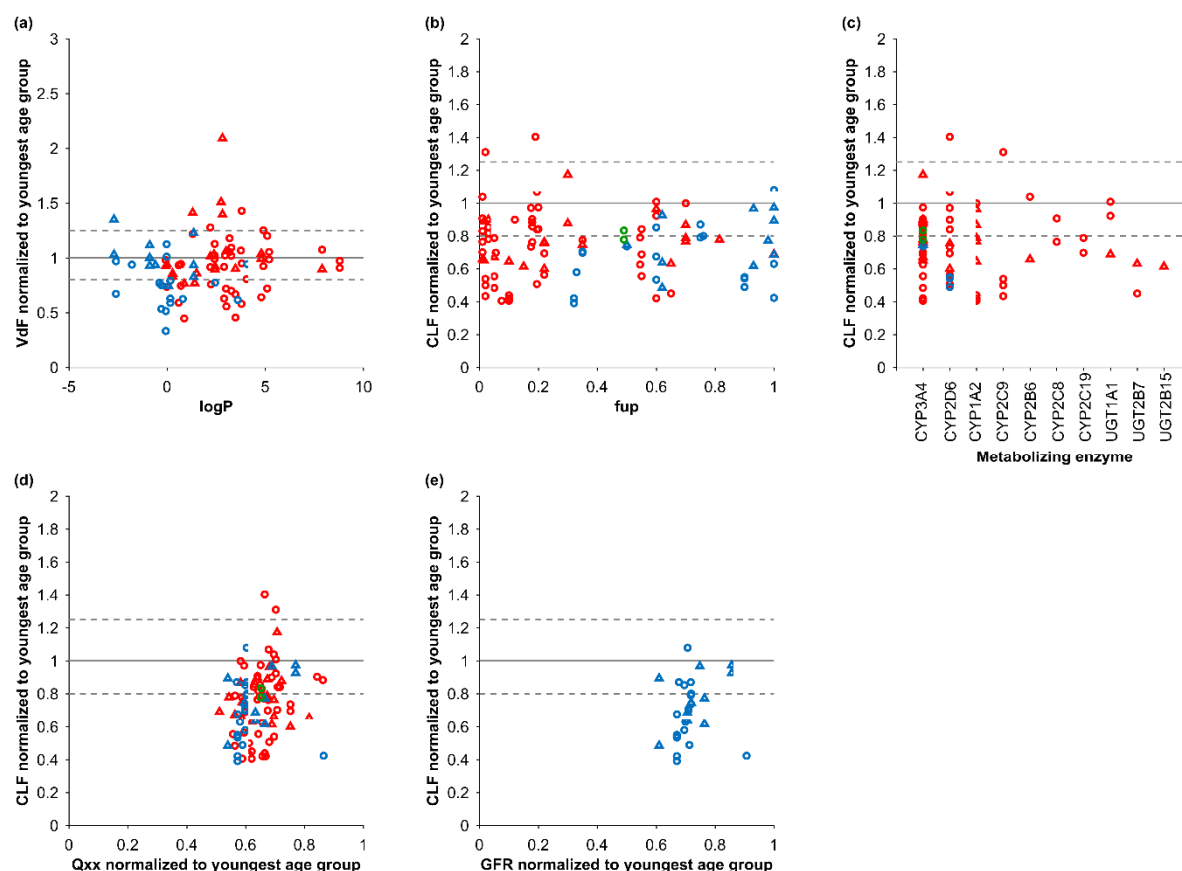 (a)
VdF normalized to youngest age group
3
2.5
2
1.5
1
0.5
0
-5
0
5
10
logP
(b)
CLF normalized to youngest age group
2
1.8
1.6
1.4
1.2
1
0.8
0.6
0.4
0.2
0
0
0.2
0.4
0.6
0.8
1
fup
(c)
CLF normalized to youngest age group
2
1.8
1.6
1.4
1.2
1
0.8
0.6
0.4
0.2
0
CYP3A4
CYP2D6
CYP1A2
CYP2C9
CYP2B6
CYP2C8
CYP2C19
UGT1A1
UGT2B7
UGT2B15
Metabolizing enzyme
(d)
CLF normalized to youngest age group
2
1.8
1.6
1.4
1.2
1
0.8
0.6
0.4
0.2
0
0
0.2
0.4
0.6
0.8
1
Qxx normalized to youngest age group
(e)
CLF normalized to youngest age group
2
1.8
1.6
1.4
1.2
1
0.8
0.6
0.4
0.2
0
0
0.2
0.4
0.6
0.8
1
GFR normalized to youngest age group